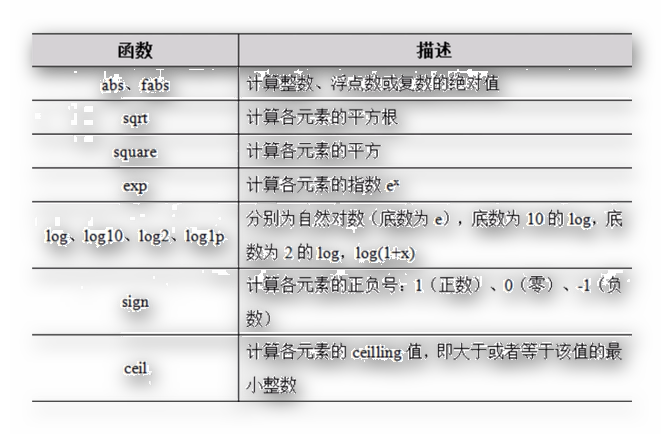 函数 描述
abs、fabs 计算整数、浮点数或复数的绝对值
sqrt 计算各元素的平方根
square 计算各元素的平方
exp 计算各元素的指数 eˣ
log、log10、log2、log1p 分别为自然对数（底数为 e），底数为 10 的 log，底
数为 2 的 log，log(1+x)
sign 计算各元素的正负号：1（正数）、0（零）、-1（负
数）
ceil 计算各元素的 ceilling 值，即大于或者等于该值的最
小整数